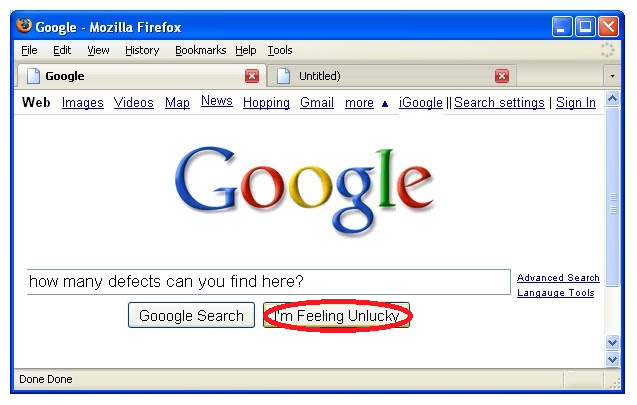 Google - Mozilla Firefox
File Edit View History Bookmarks Help Tools
Google Untitled)
Web Images Videos Map News Hopping Gmail more ▲ iGoogle || Search settings | Sign In
Google
how many defects can you find here?
Advanced Search
Langauge Tools
Gooogle Search I'm Feeling Unlucky
Done Done